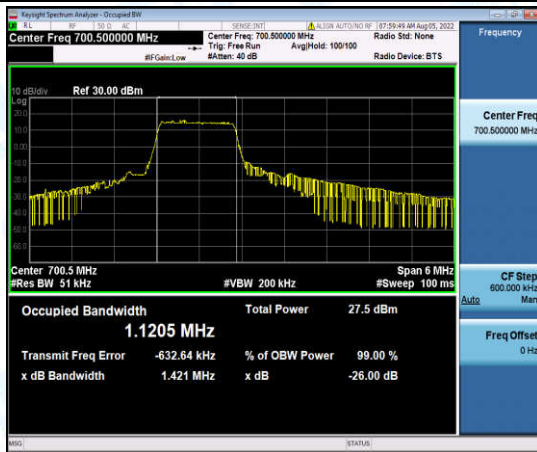 Keysight Spectrum Analyzer - Occupied BW
RL RF 50 Ω AC SENSE:INT ALIGN AUTO/NO RF 07:59:49 AM Aug 05, 2022
Center Freq 700.500000 MHz Center Freq: 700.500000 MHz Radio Std: None Frequency
Trig: Free Run Avg|Hold: 100/100
#IFGain:Low #Atten: 40 dB Radio Device: BTS
10 dB/div Ref 30.00 dBm
Log
20.0
10.0
0.00
-10.0
-20.0
-30.0
-40.0
-50.0
-60.0
Center Freq
700.500000 MHz
Center 700.5 MHz Span 6 MHz
#Res BW 51 kHz #VBW 200 kHz #Sweep 100 ms
CF Step
600.000 kHz
Auto Man
Occupied Bandwidth Total Power 27.5 dBm
1.1205 MHz
Freq Offset
0 Hz
Transmit Freq Error -632.64 kHz % of OBW Power 99.00 %
x dB Bandwidth 1.421 MHz x dB -26.00 dB
MSG STATUS